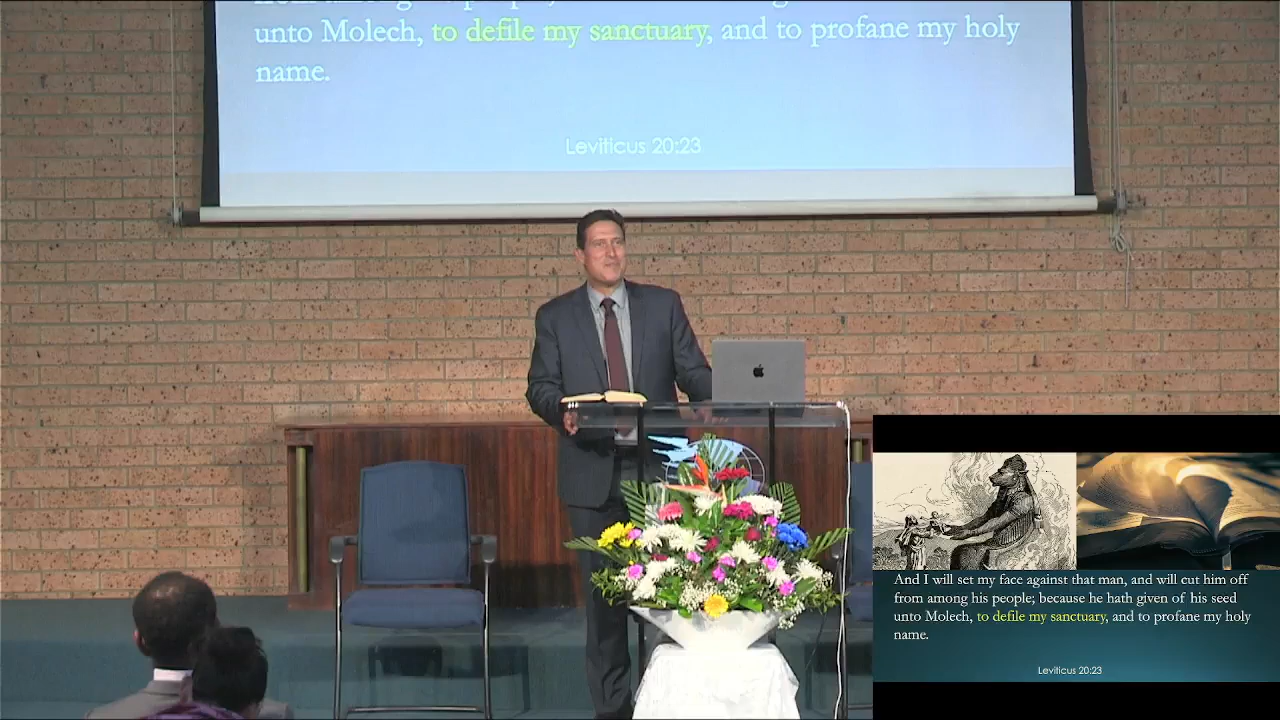 unto Molech, to defile my sanctuary, and to profane my holy
name.
Leviticus 20:23
And I will set my face against that man, and will cut him off
from among his people; because he hath given of his seed
unto Molech, to defile my sanctuary, and to profane my holy
name.
Leviticus 20:23